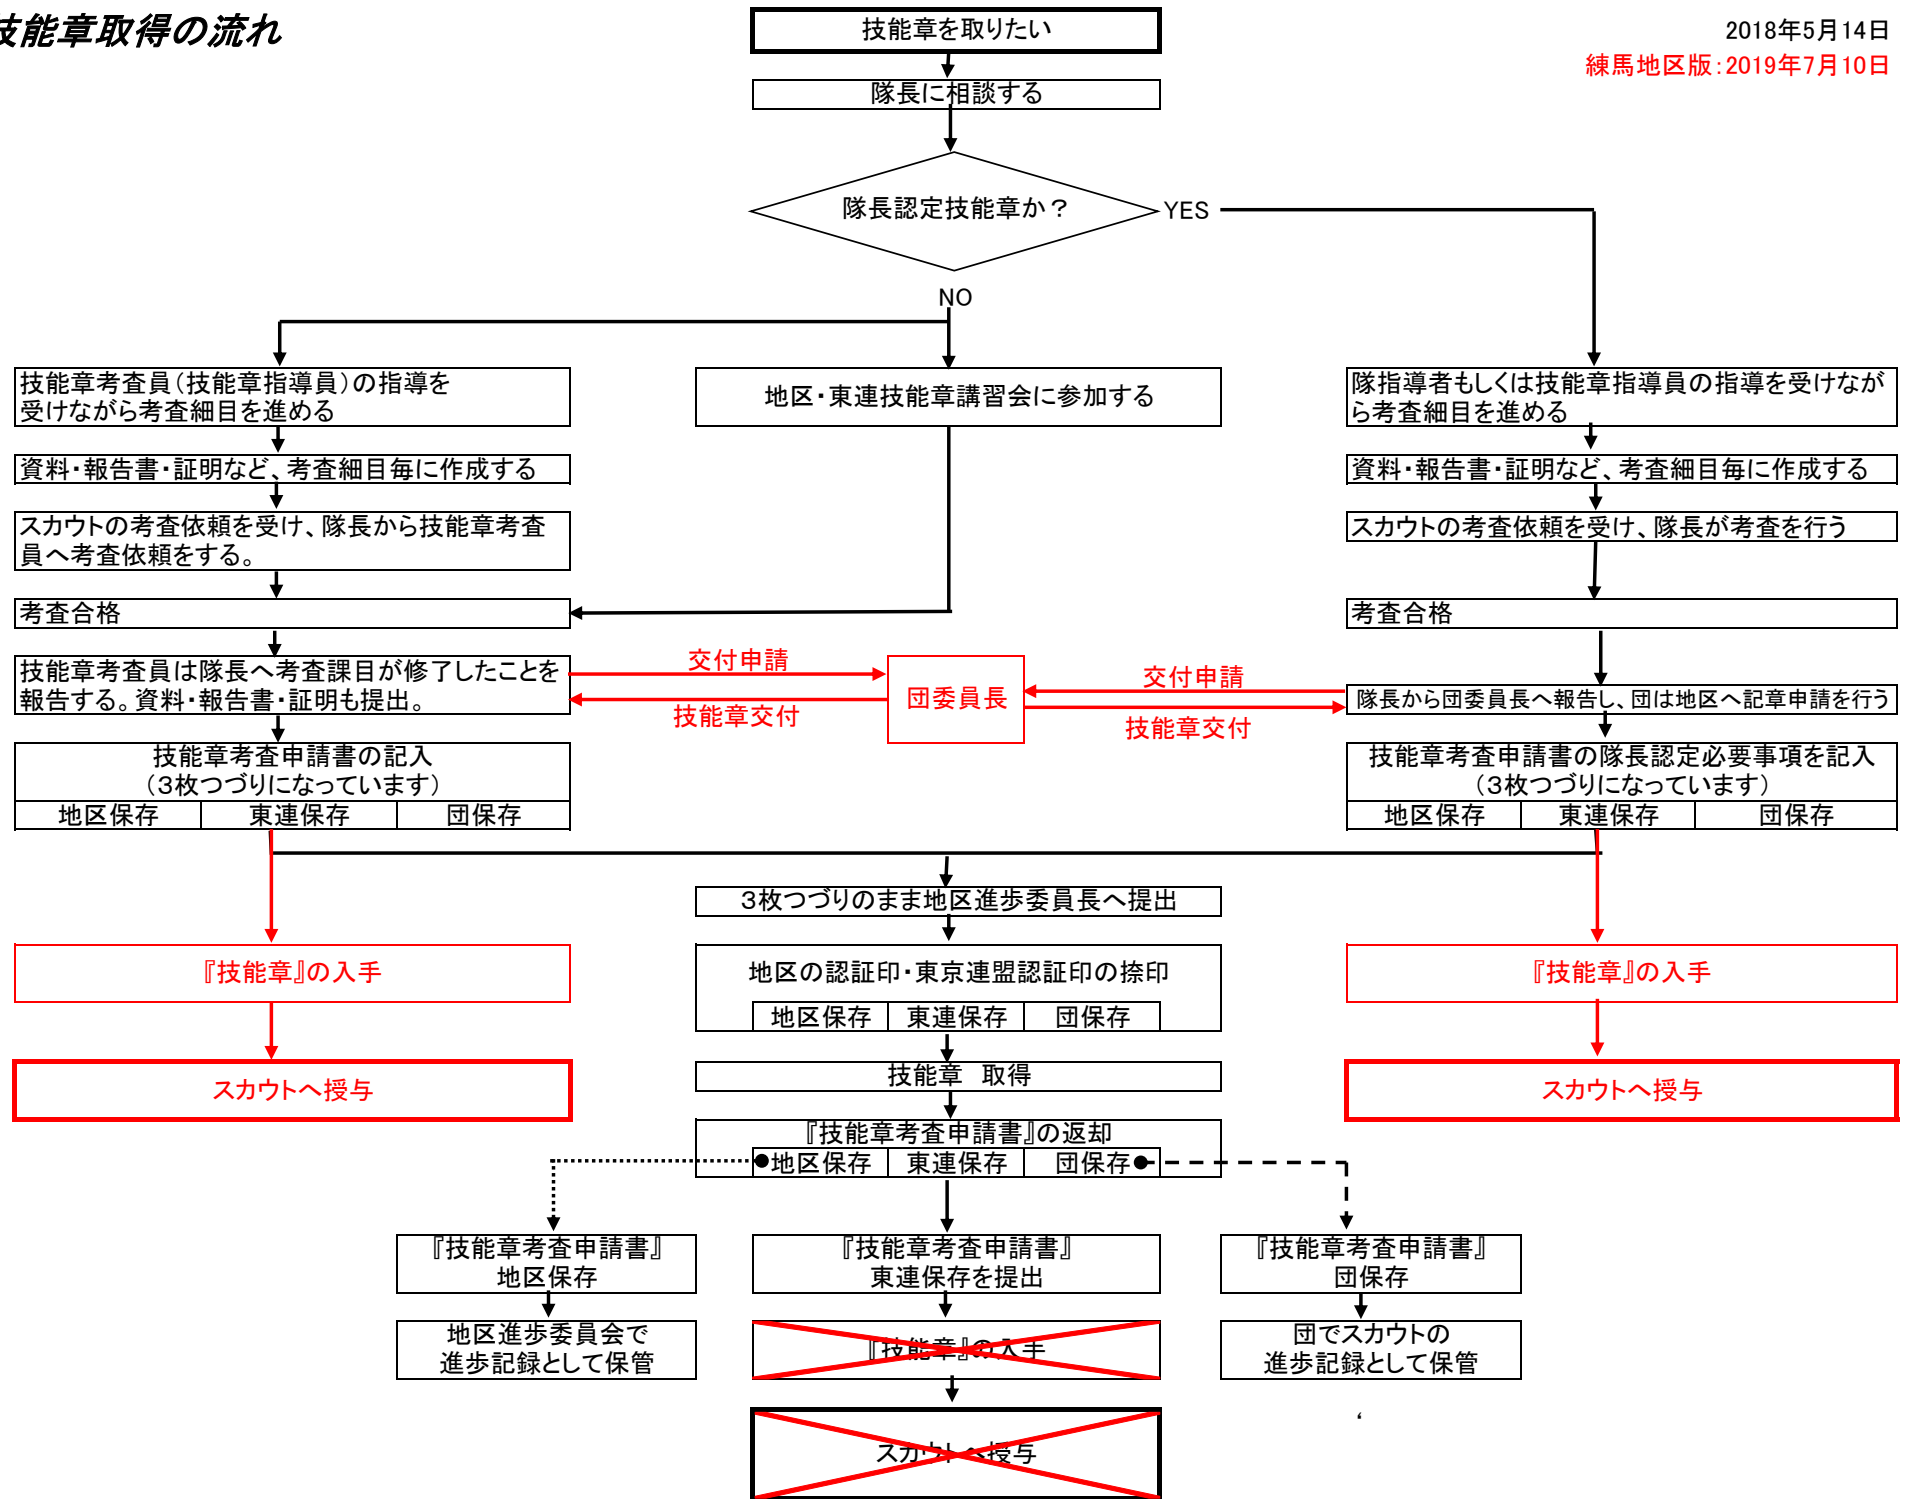 技能章取得の流れ
技能章を取りたい
2018年5月14日
練馬地区版:2019年7月10日
隊長に相談する
隊長認定技能章か？
YES
NO
技能章考査員(技能章指導員)の指導を
受けながら考査細目を進める
地区・東連技能章講習会に参加する
隊指導者もしくは技能章指導員の指導を受けなが
ら考査細目を進める
資料・報告書・証明など、考査細目毎に作成する
資料・報告書・証明など、考査細目毎に作成する
スカウトの考査依頼を受け、隊長から技能章考査
員へ考査依頼をする。
スカウトの考査依頼を受け、隊長が考査を行う
考査合格
考査合格
技能章考査員は隊長へ考査課目が修了したことを
報告する。資料・報告書・証明も提出。
交付申請
技能章交付
団委員長
交付申請
技能章交付
隊長から団委員長へ報告し、団は地区へ記章申請を行う
技能章考査申請書の記入
(３枚つづりになっています)
地区保存 東連保存 団保存
技能章考査申請書の隊長認定必要事項を記入
(３枚つづりになっています)
地区保存 東連保存 団保存
３枚つづりのまま地区進歩委員長へ提出
『技能章』の入手
地区の認証印・東京連盟認証印の捺印
地区保存 東連保存 団保存
『技能章』の入手
スカウトへ授与
技能章　取得
スカウトへ授与
『技能章考査申請書』の返却
地区保存 東連保存 団保存
『技能章考査申請書』
地区保存
『技能章考査申請書』
東連保存を提出
『技能章考査申請書』
団保存
地区進歩委員会で
進歩記録として保管
『技能章』の入手
団でスカウトの
進歩記録として保管
スカウトへ授与
‘